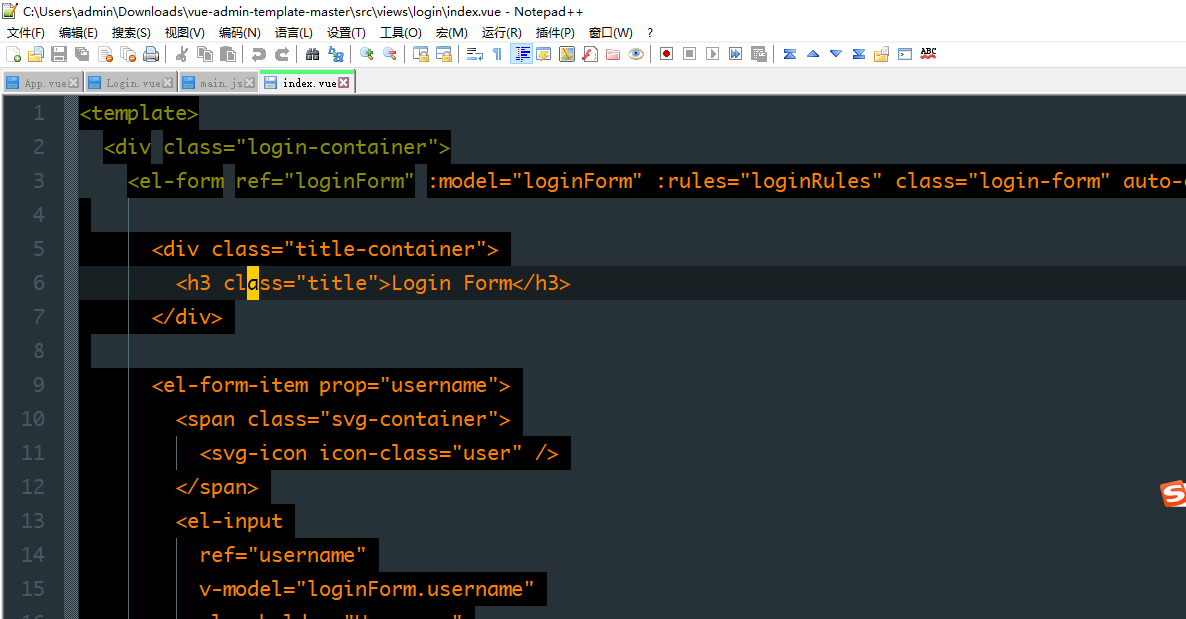 C:\Users\admin\Downloads\vue-admin-template-master\src\views\login\index.vue - Notepad++
文件(F) 编辑(E) 搜索(S) 视图(V) 编码(N) 语言(L) 设置(T) 工具(O) 宏(M) 运行(R) 插件(P) 窗口(W) ?
ABC
App.vue Login.vue main.js index.vue
1 <template>
2 <div class="login-container">
3 <el-form ref="loginForm" :model="loginForm" :rules="loginRules" class="login-form" auto-
4
5 <div class="title-container">
6 <h3 class="title">Login Form</h3>
7 </div>
8
9 <el-form-item prop="username">
10 <span class="svg-container">
11 <svg-icon icon-class="user" />
12 </span>
13 <el-input
14 ref="username"
15 v-model="loginForm.username"
S